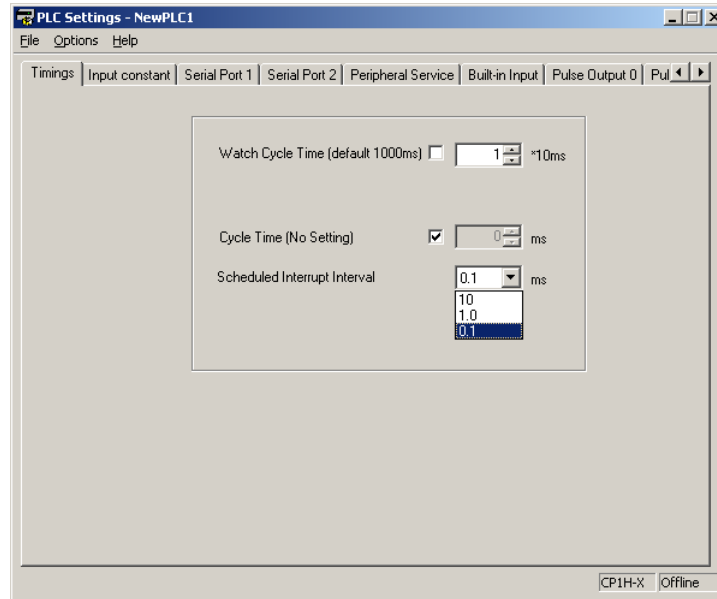 PLC Settings - NewPLC1
File Options Help
Timings Input constant Serial Port 1 Serial Port 2 Peripheral Service Built-in Input Pulse Output 0 Pul
Watch Cycle Time (default 1000ms) 1 *10ms
Cycle Time (No Setting) 0 ms
Scheduled Interrupt Interval 0.1 ms
10
1.0
0.1
CP1H-X Offline